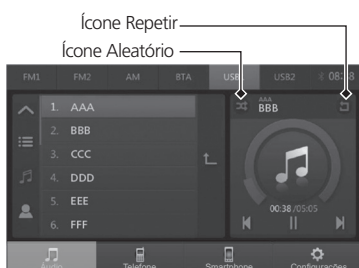 Ícone Repetir
Ícone Aleatório
FM1 FM2 AM BTA USB USB2 08:38
AAA
BBB
1. AAA
2. BBB
3. CCC
4. DDD
5. EEE
6. FFF
00:38/05:05
Áudio Telefone Smartphone Configurações